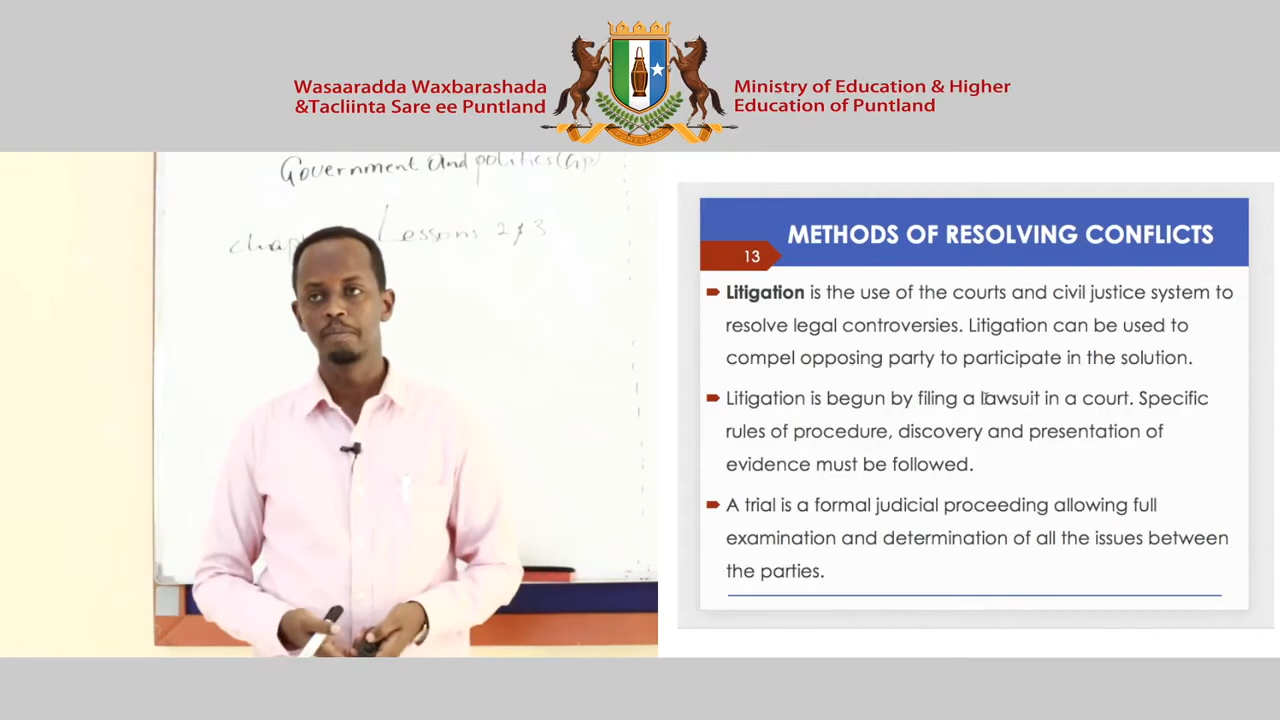 Wasaaradda Waxbarashada
&Tacliinta Sare ee Puntland
Ministry of Education & Higher
Education of Puntland
PUNTLAND
Government and politics(Gp)
Lessons 2 & 3
METHODS OF RESOLVING CONFLICTS
13
Litigation is the use of the courts and civil justice system to
resolve legal controversies. Litigation can be used to
compel opposing party to participate in the solution.
Litigation is begun by filing a lawsuit in a court. Specific
rules of procedure, discovery and presentation of
evidence must be followed.
A trial is a formal judicial proceeding allowing full
examination and determination of all the issues between
the parties.